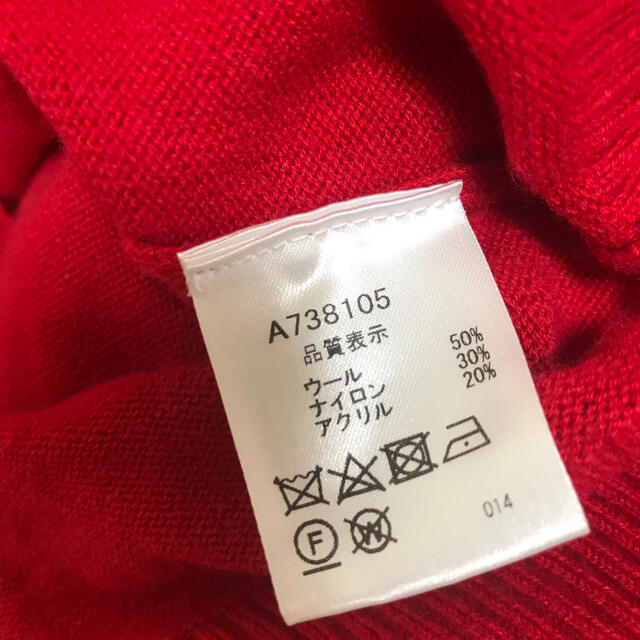 A738105
品質表示
ウール 50%
ナイロン 30%
アクリル 20%
F W
014